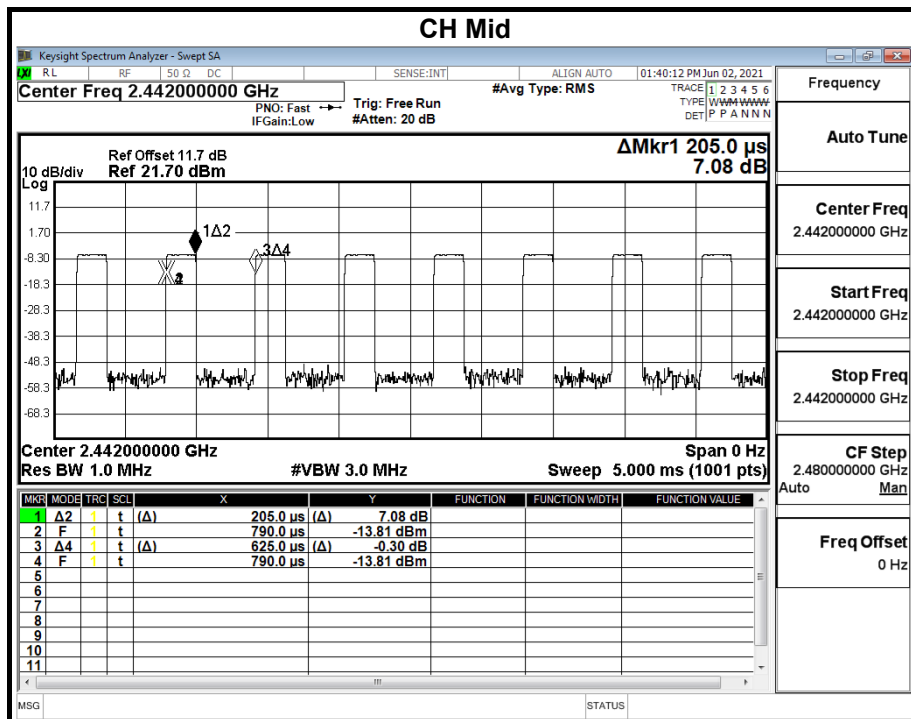 CH Mid
Keysight Spectrum Analyzer - Swept SA
LXI RL RF 50 Ω DC SENSE:INT ALIGN AUTO 01:40:12 PM Jun 02, 2021
Center Freq 2.442000000 GHz
PNO: Fast
IFGain:Low
Trig: Free Run
#Atten: 20 dB
#Avg Type: RMS
TRACE 1 2 3 4 5 6
TYPE WWMWWWW
DET P P A N N N
ΔMkr1 205.0 µs
7.08 dB
Ref Offset 11.7 dB
10 dB/div Ref 21.70 dBm
Log
11.7
1.70
-8.30
-18.3
-28.3
-38.3
-48.3
-58.3
-68.3
1Δ2
3Δ4
Center 2.442000000 GHz Span 0 Hz
Res BW 1.0 MHz #VBW 3.0 MHz Sweep 5.000 ms (1001 pts)
MKR MODE TRC SCL X Y FUNCTION FUNCTION WIDTH FUNCTION VALUE
1 Δ2 1 t (Δ) 205.0 µs (Δ) 7.08 dB
2 F 1 t 790.0 µs -13.81 dBm
3 Δ4 1 t (Δ) 625.0 µs (Δ) -0.30 dB
4 F 1 t 790.0 µs -13.81 dBm
5
6
7
8
9
10
11
MSG STATUS
Frequency
Auto Tune
Center Freq
2.442000000 GHz
Start Freq
2.442000000 GHz
Stop Freq
2.442000000 GHz
CF Step
2.480000000 GHz
Auto Man
Freq Offset
0 Hz